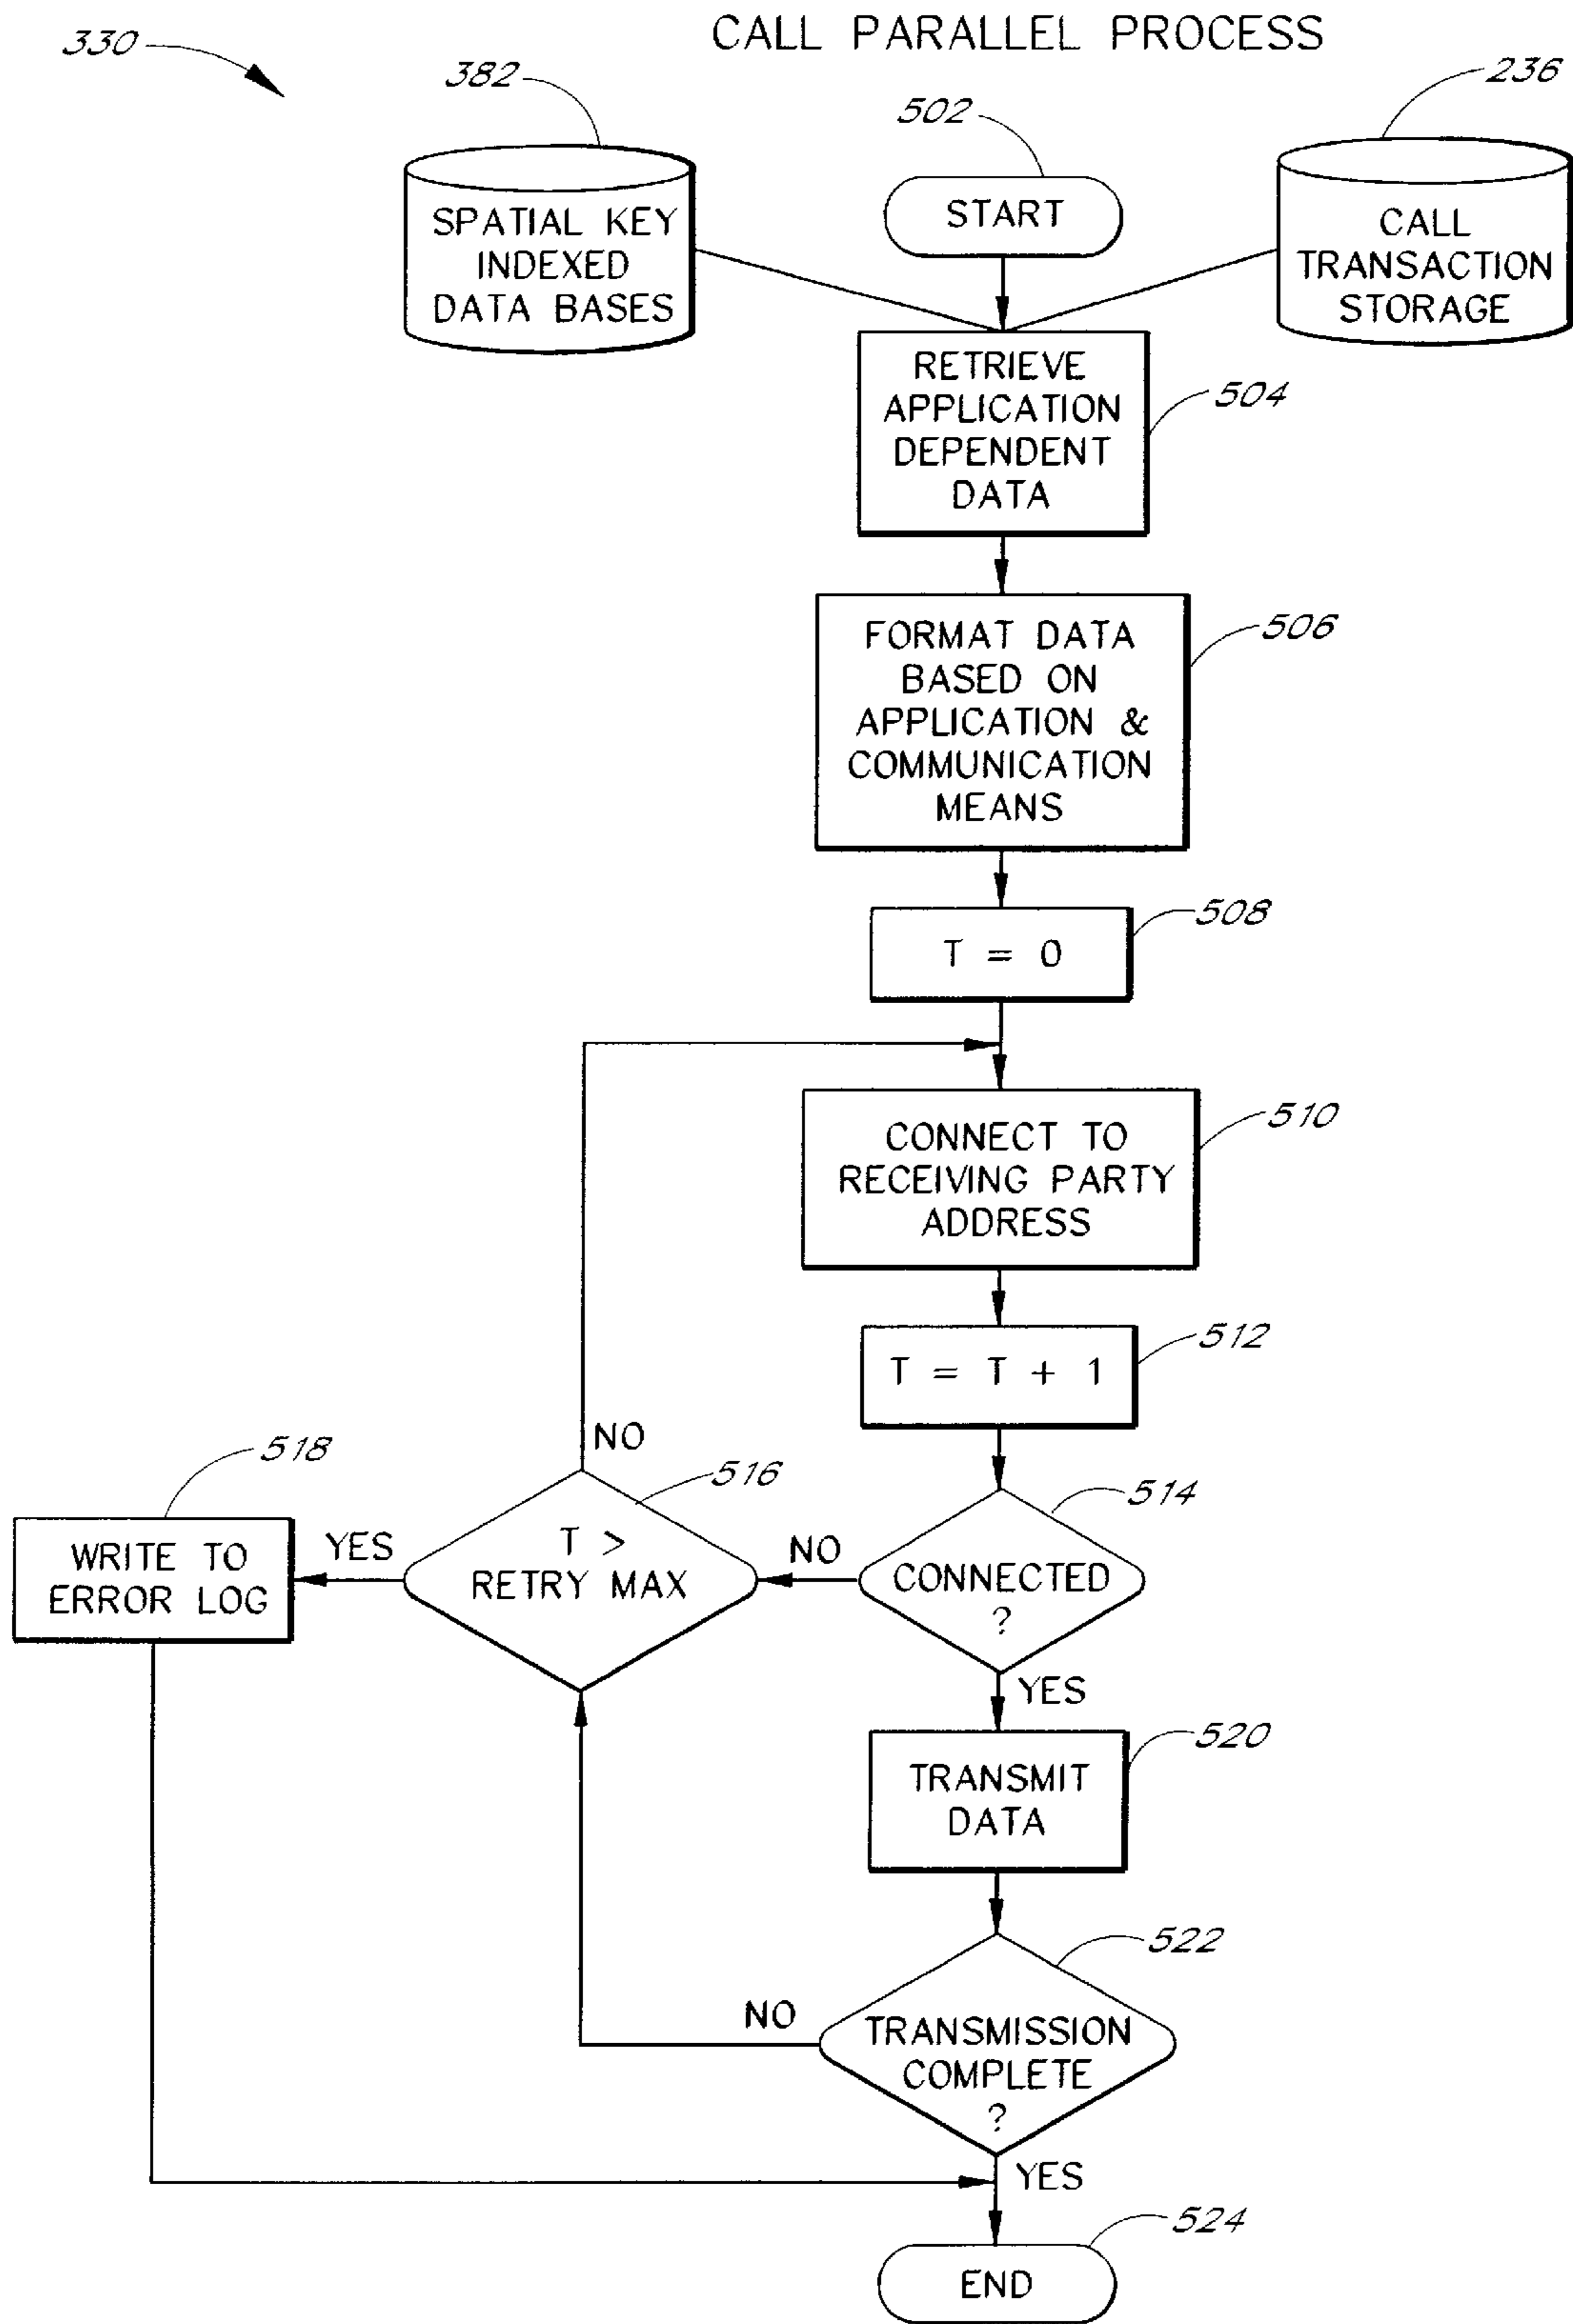 CALL PARALLEL PROCESS
330
382
502
236
SPATIAL KEY
INDEXED
DATA BASES
START
CALL
TRANSACTION
STORAGE
RETRIEVE
APPLICATION
DEPENDENT
DATA
504
FORMAT DATA
BASED ON
APPLICATION &
COMMUNICATION
MEANS
506
T = 0
508
CONNECT TO
RECEIVING PARTY
ADDRESS
510
T = T + 1
512
NO
518
516
514
WRITE TO
ERROR LOG
YES
T >
RETRY MAX
NO
CONNECTED
?
YES
TRANSMIT
DATA
520
522
NO
TRANSMISSION
COMPLETE
?
YES
524
END